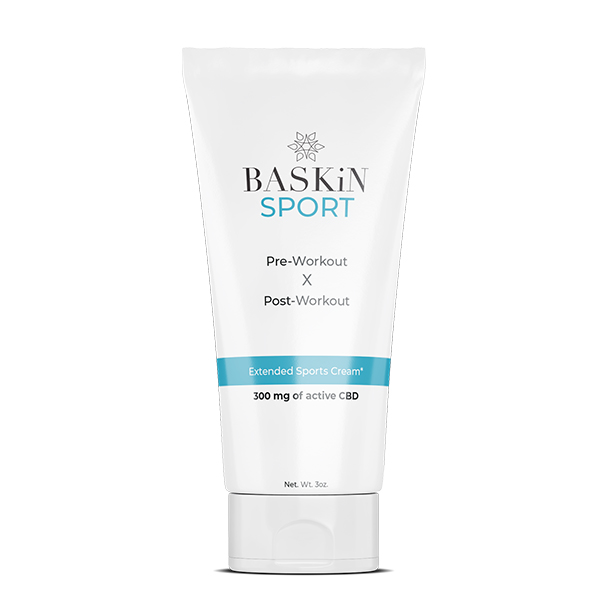 BASKiN
SPORT
Pre-Workout
X
Post-Workout
Extended Sports Cream*
300 mg of active CBD
Net. Wt. 3oz.